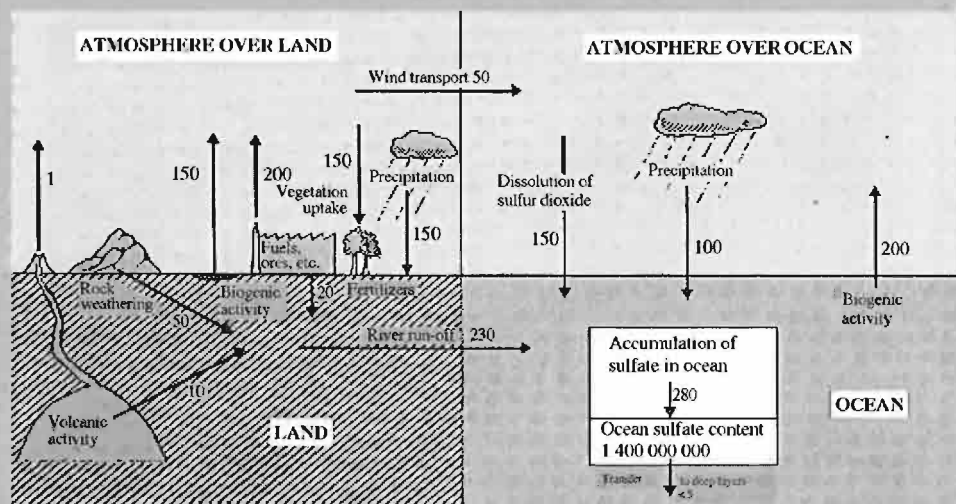 ATMOSPHERE OVER LAND
ATMOSPHERE OVER OCEAN
Wind transport 50
1
150
200
150
Vegetation
uptake
Precipitation
150
Fuels,
ores, etc.
Dissolution of
sulfur dioxide
150
Precipitation
100
200
Rock
weathering
50
Biogenic
activity
20
Fertilizers
Biogenic
activity
River run-off
230
10
Volcanic
activity
LAND
Accumulation of
sulfate in ocean
280
Ocean sulfate content
1 400 000 000
OCEAN
Transfer
to deep layers
<5